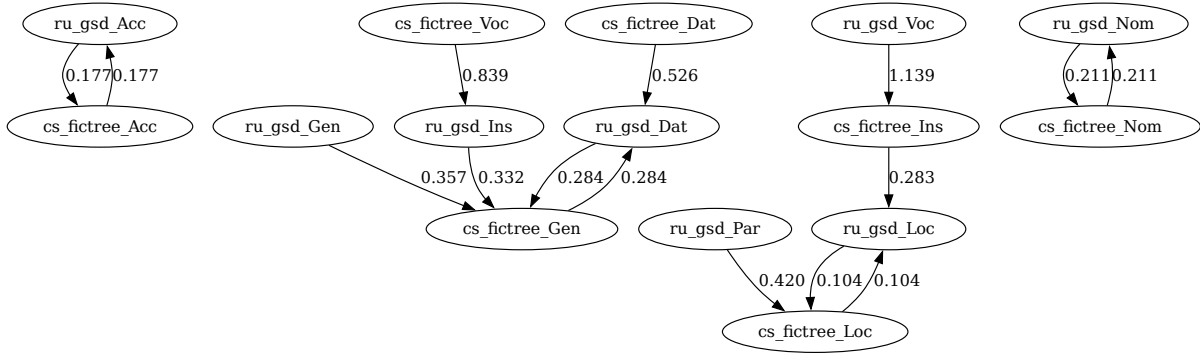 ru_gsd_Acc
cs_fictree_Voc
cs_fictree_Dat
ru_gsd_Voc
ru_gsd_Nom
0.177
0.177
0.839
0.526
1.139
0.211
0.211
cs_fictree_Acc
ru_gsd_Gen
ru_gsd_Ins
ru_gsd_Dat
cs_fictree_Ins
cs_fictree_Nom
0.357
0.332
0.284
0.284
0.283
cs_fictree_Gen
ru_gsd_Par
ru_gsd_Loc
0.420
0.104
0.104
cs_fictree_Loc